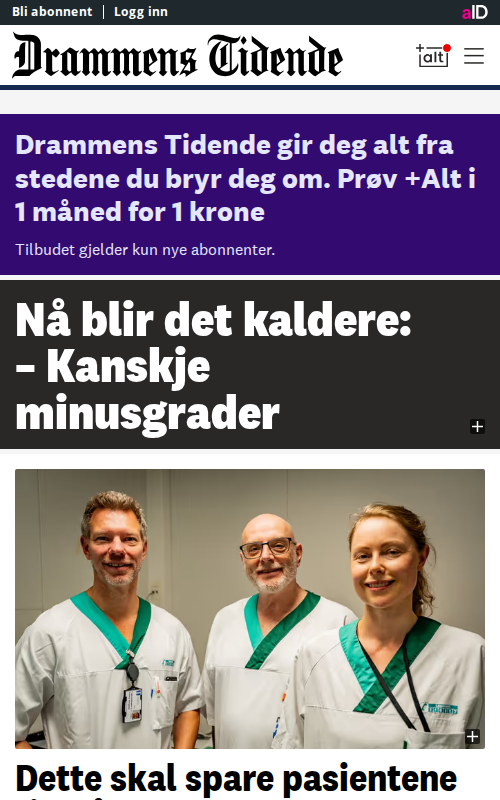 Bli abonnent | Logg inn
aID
Drammens Tidende
+alt
Drammens Tidende gir deg alt fra
stedene du bryr deg om. Prøv +Alt i
1 måned for 1 krone
Tilbudet gjelder kun nye abonnenter.
Nå blir det kaldere:
– Kanskje
minusgrader
Dette skal spare pasientene